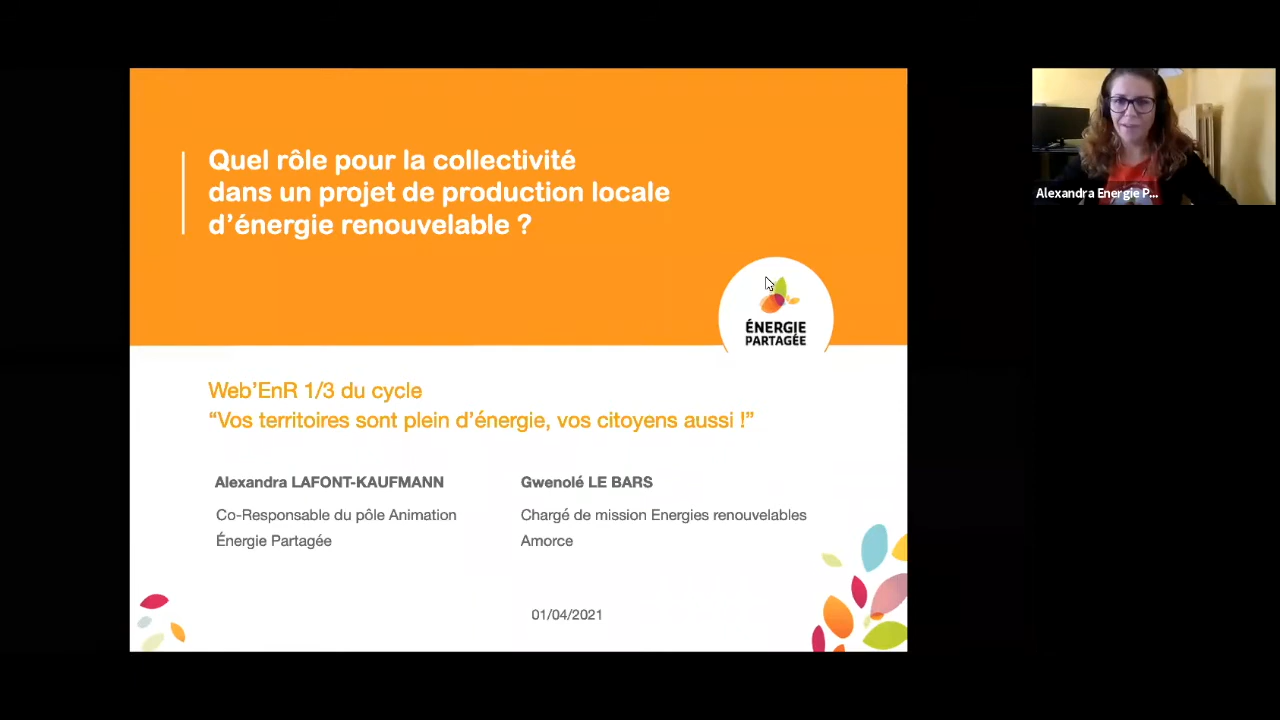 Quel rôle pour la collectivité
dans un projet de production locale
d’énergie renouvelable ?
ÉNERGIE
PARTAGÉE
Web’EnR 1/3 du cycle
“Vos territoires sont plein d’énergie, vos citoyens aussi !”
Alexandra LAFONT-KAUFMANN
Co-Responsable du pôle Animation
Énergie Partagée
Gwenolé LE BARS
Chargé de mission Energies renouvelables
Amorce
01/04/2021
Alexandra Energie P...